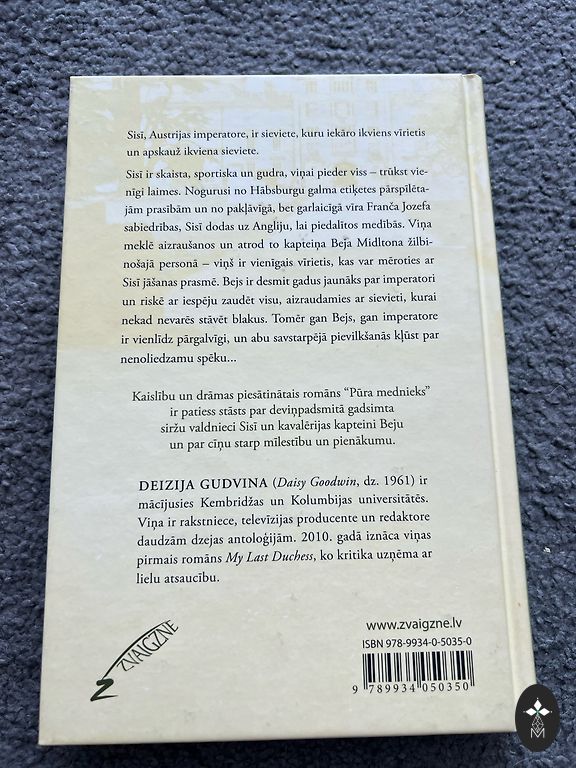 Sisī, Austrijas imperatore, ir sieviete, kuru iekāro ikviens vīrietis
un apskauž ikviena sieviete.
Sisī ir skaista, sportiska un gudra, viņai pieder viss – trūkst vie-
nīgi laimes. Nogurusi no Hābsburgu galma etiķetes pārspīlēta-
jām prasībām un no pakļāvīgā, bet garlaicīgā vīra Franča Jozefa
sabiedrības, Sisī dodas uz Angliju, lai piedalītos medībās. Viņa
meklē aizraušanos un atrod to kapteiņa Beja Midltona žilbi-
nošajā personā – viņš ir vienīgais vīrietis, kas var mēroties ar
Sisī jāšanas prasmē. Bejs ir desmit gadus jaunāks par imperatori
un riskē ar iespēju zaudēt visu, aizraudamies ar sievieti, kurai
nekad nevarēs stāvēt blakus. Tomēr gan Bejs, gan imperatore
ir vienlīdz pārgalvīgi, un abu savstarpējā pievilkšanās kļūst par
nenoliedzamu spēku...
Kaislību un drāmas piesātinātais romāns “Pūra mednieks”
ir patiess stāsts par deviņpadsmitā gadsimta
siržu valdnieci Sisī un kavalērijas kapteini Beju
un par cīņu starp mīlestību un pienākumu.
DEIZIJA GUDVINA (Daisy Goodwin, dz. 1961) ir
mācījusies Kembridžas un Kolumbijas universitātēs.
Viņa ir rakstniece, televīzijas producente un redaktore
daudzām dzejas antoloģijām. 2010. gadā iznāca viņas
pirmais romāns My Last Duchess, ko kritika uzņēma ar
lielu atsaucību.
www.zvaigzne.lv
ISBN 978-9934-0-5035-0
9 789934 050350
ZVAIGZNE
M